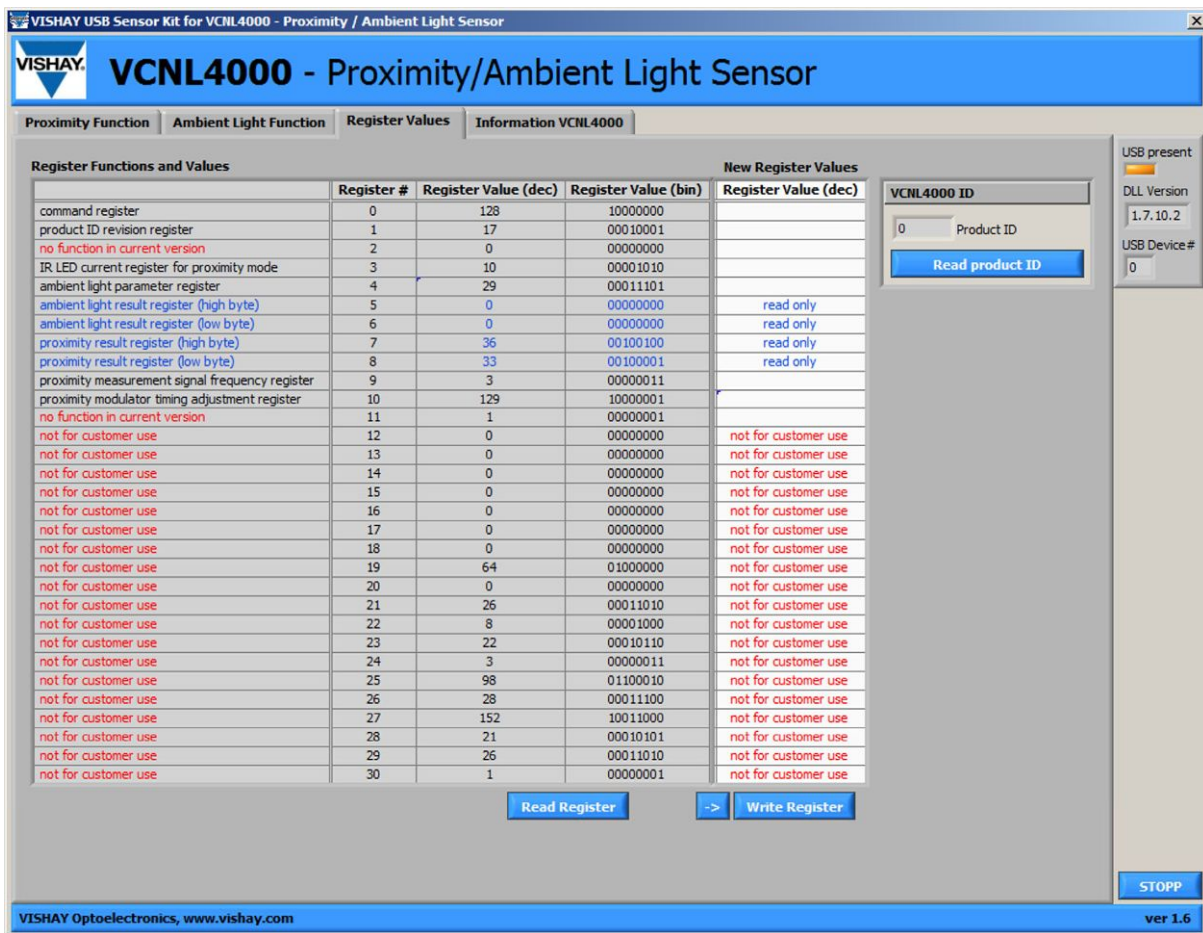 VISHAY USB Sensor Kit for VCNL4000 - Proximity / Ambient Light Sensor
VISHAY. VCNL4000 - Proximity/Ambient Light Sensor
Proximity Function Ambient Light Function Register Values Information VCNL4000
Register Functions and Values New Register Values
Register # Register Value (dec) Register Value (bin) Register Value (dec)
command register 0 128 10000000
product ID revision register 1 17 00010001
no function in current version 2 0 00000000
IR LED current register for proximity mode 3 10 00001010
ambient light parameter register 4 29 00011101
ambient light result register (high byte) 5 0 00000000 read only
ambient light result register (low byte) 6 0 00000000 read only
proximity result register (high byte) 7 36 00100100 read only
proximity result register (low byte) 8 33 00100001 read only
proximity measurement signal frequency register 9 3 00000011
proximity modulator timing adjustment register 10 129 10000001
no function in current version 11 1 00000001
not for customer use 12 0 00000000 not for customer use
not for customer use 13 0 00000000 not for customer use
not for customer use 14 0 00000000 not for customer use
not for customer use 15 0 00000000 not for customer use
not for customer use 16 0 00000000 not for customer use
not for customer use 17 0 00000000 not for customer use
not for customer use 18 0 00000000 not for customer use
not for customer use 19 64 01000000 not for customer use
not for customer use 20 0 00000000 not for customer use
not for customer use 21 26 00011010 not for customer use
not for customer use 22 8 00001000 not for customer use
not for customer use 23 22 00010110 not for customer use
not for customer use 24 3 00000011 not for customer use
not for customer use 25 98 01100010 not for customer use
not for customer use 26 28 00011100 not for customer use
not for customer use 27 152 10011000 not for customer use
not for customer use 28 21 00010101 not for customer use
not for customer use 29 26 00011010 not for customer use
not for customer use 30 1 00000001 not for customer use
Read Register -> Write Register
VCNL4000 ID
0 Product ID
Read product ID
USB present
DLL Version
1.7.10.2
USB Device#
0
STOPP
VISHAY Optoelectronics, www.vishay.com ver 1.6